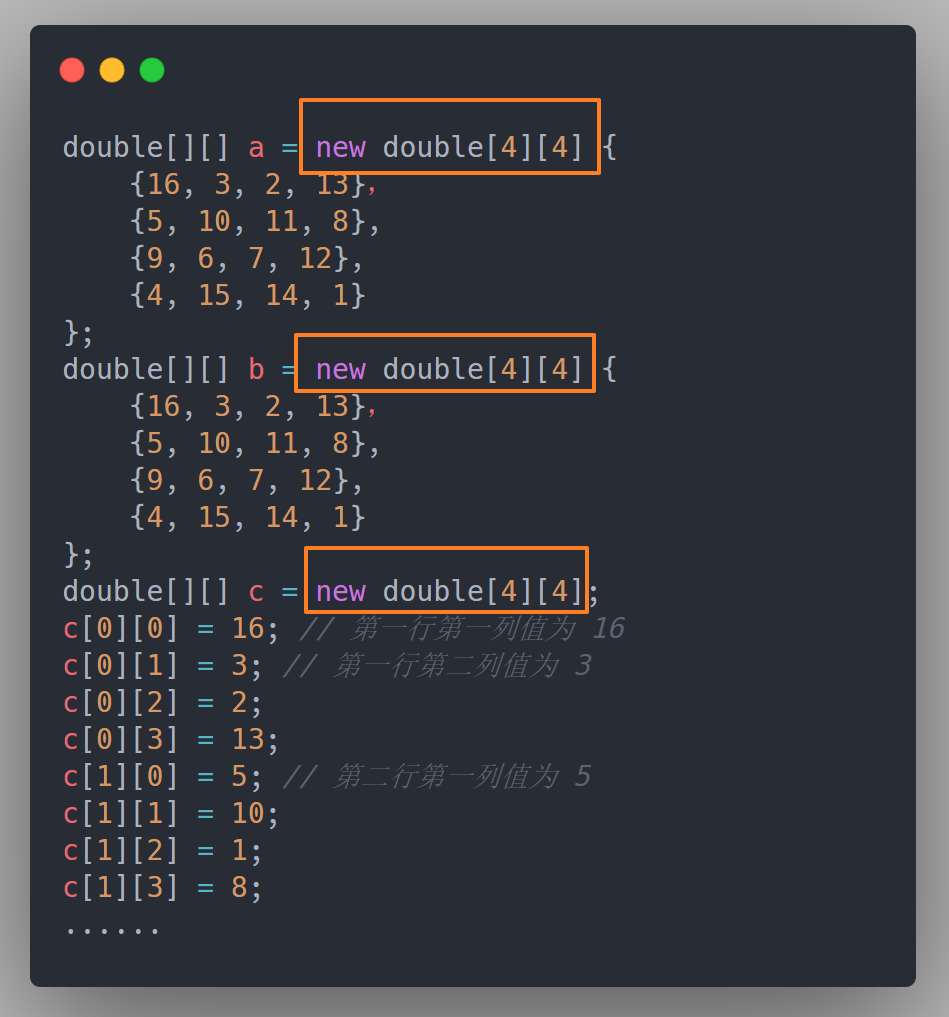 double[][] a = new double[4][4] {
    {16, 3, 2, 13}，
    {5, 10, 11, 8},
    {9, 6, 7, 12},
    {4, 15, 14, 1}
};
double[][] b = new double[4][4] {
    {16, 3, 2, 13}，
    {5, 10, 11, 8},
    {9, 6, 7, 12},
    {4, 15, 14, 1}
};
double[][] c = new double[4][4];
c[0][0] = 16; // 第一行第一列值为 16
c[0][1] = 3; // 第一行第二列值为 3
c[0][2] = 2;
c[0][3] = 13;
c[1][0] = 5; // 第二行第一列值为 5
c[1][1] = 10;
c[1][2] = 1;
c[1][3] = 8;
......